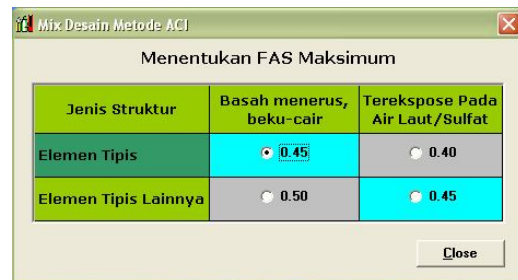 Mix Desain Metode ACI
Menentukan FAS Maksimum
Jenis Struktur
Basah menerus,
beku-cair
Terekspose Pada
Air Laut/Sulfat
Elemen Tipis
0.45
0.40
Elemen Tipis Lainnya
0.50
0.45
Close